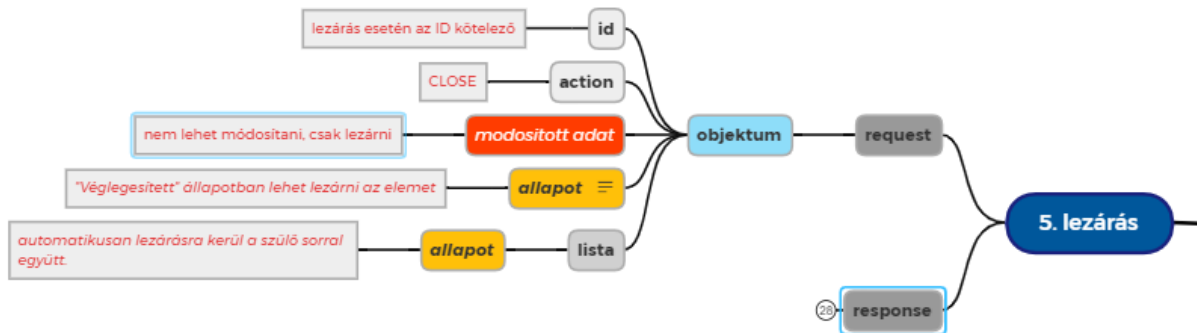 lezárás esetén az ID kötelező
id
CLOSE
action
nem lehet módosítani, csak lezárni
modosított adat
objektum
request
"Véglegesített" állapotban lehet lezárni az elemet
allapot
5. lezárás
automatikusan lezárásra kerül a szülő sorral
együtt.
allapot
lista
28
response